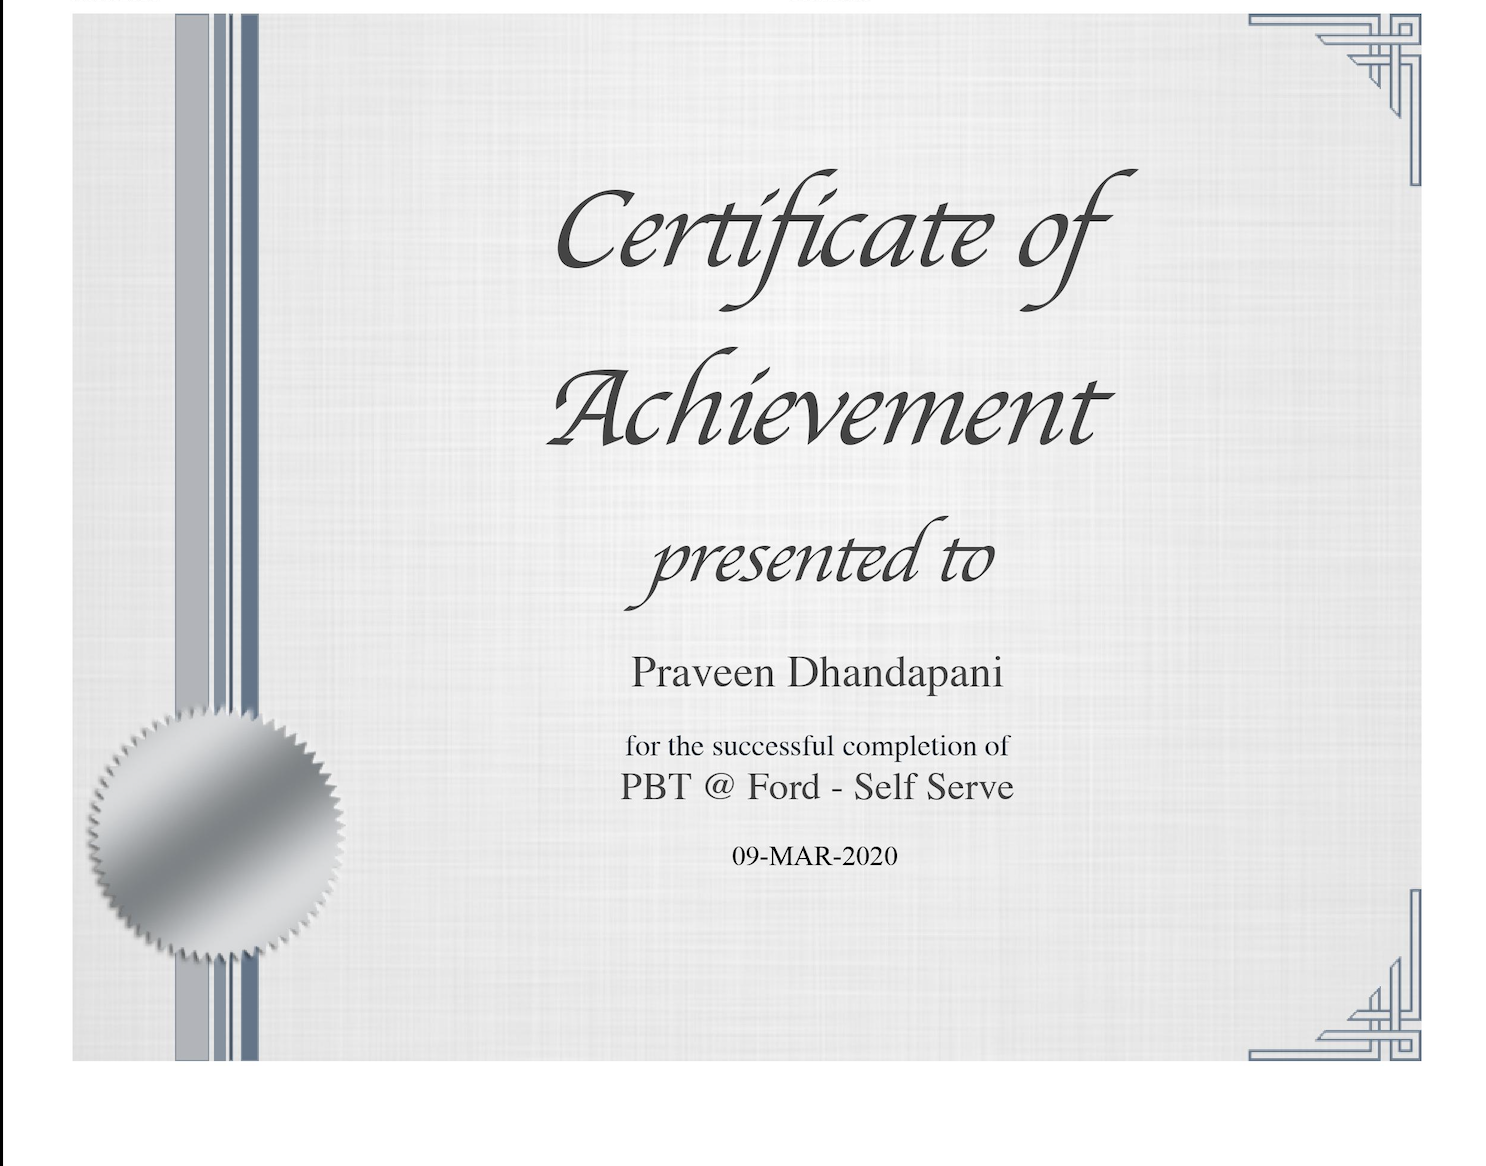 Certificate of
Achievement
presented to
Praveen Dhandapani
for the successful completion of
PBT @ Ford - Self Serve
09-MAR-2020